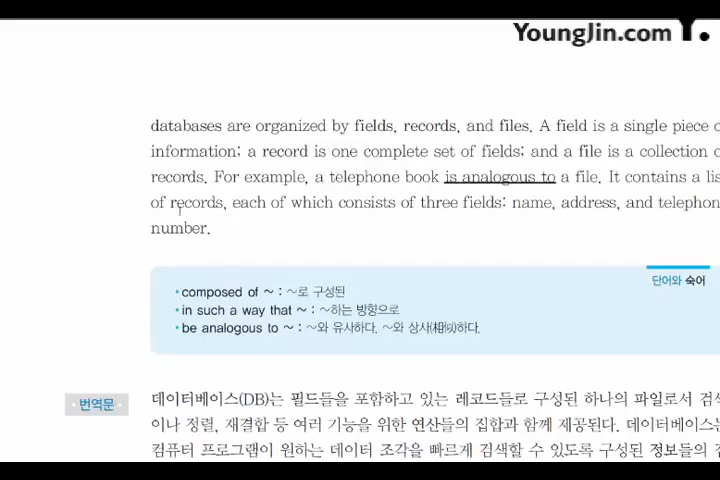 YoungJin.com Y.
databases are organized by fields, records, and files. A field is a single piece
information; a record is one complete set of fields; and a file is a collection
records. For example, a telephone book is analogous to a file. It contains a
of records, each of which consists of three fields: name, address, and
number.
단어와 숙어
• composed of ~ : ~로 구성된
• in such a way that ~ : ~하는 방향으로
• be analogous to ~ : ~와 유사하다. ~와 상사(相似)하다.
· 번역문 ·
데이터베이스(DB)는 필드들을 포함하고 있는 레코드들로 구성된 하나의 파일로서
이나 정렬, 재결합 등 여러 기능을 위한 연산들의 집합과 함께 제공된다. 데이터베이스는
컴퓨터 프로그램이 원하는 데이터 조각을 빠르게 검색할 수 있도록 구성된 정보들의